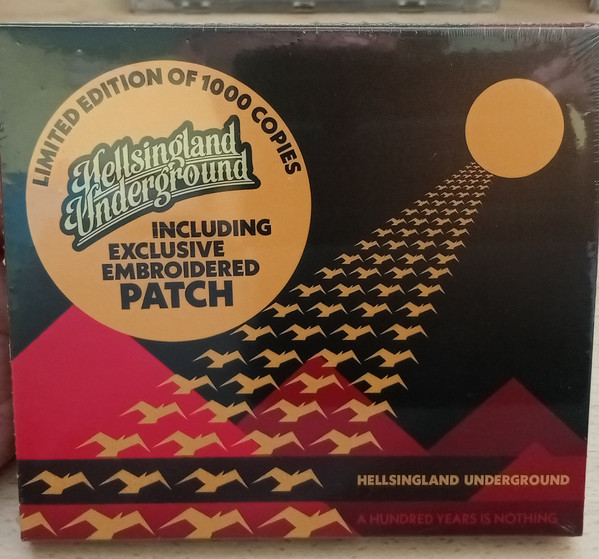 LIMITED EDITION OF 1000 COPIES
Hellsingland
Underground
INCLUDING
EXCLUSIVE
EMBROIDERED
PATCH
HELLSINGLAND UNDERGROUND
A HUNDRED YEARS IS NOTHING